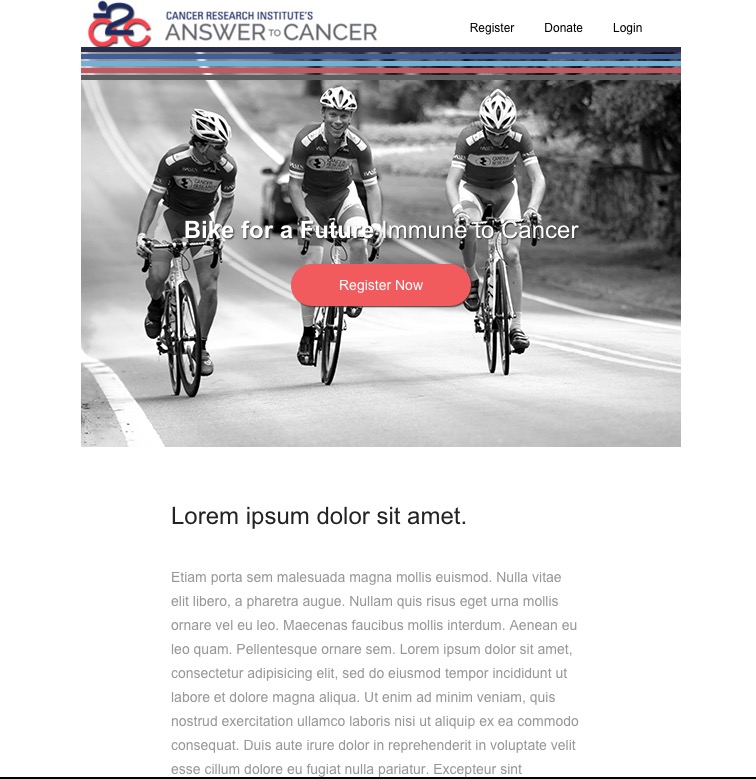 CANCER RESEARCH INSTITUTE'S
ANSWER TO CANCER
Register Donate Login
Bike for a Future Immune to Cancer
Register Now
Lorem ipsum dolor sit amet.
Etiam porta sem malesuada magna mollis euismod. Nulla vitae
elit libero, a pharetra augue. Nullam quis risus eget urna mollis
ornare vel eu leo. Maecenas faucibus mollis interdum. Aenean eu
leo quam. Pellentesque ornare sem. Lorem ipsum dolor sit amet,
consectetur adipisicing elit, sed do eiusmod tempor incididunt ut
labore et dolore magna aliqua. Ut enim ad minim veniam, quis
nostrud exercitation ullamco laboris nisi ut aliquip ex ea commodo
consequat. Duis aute irure dolor in reprehenderit in voluptate velit
esse cillum dolore eu fugiat nulla pariatur. Excepteur sint